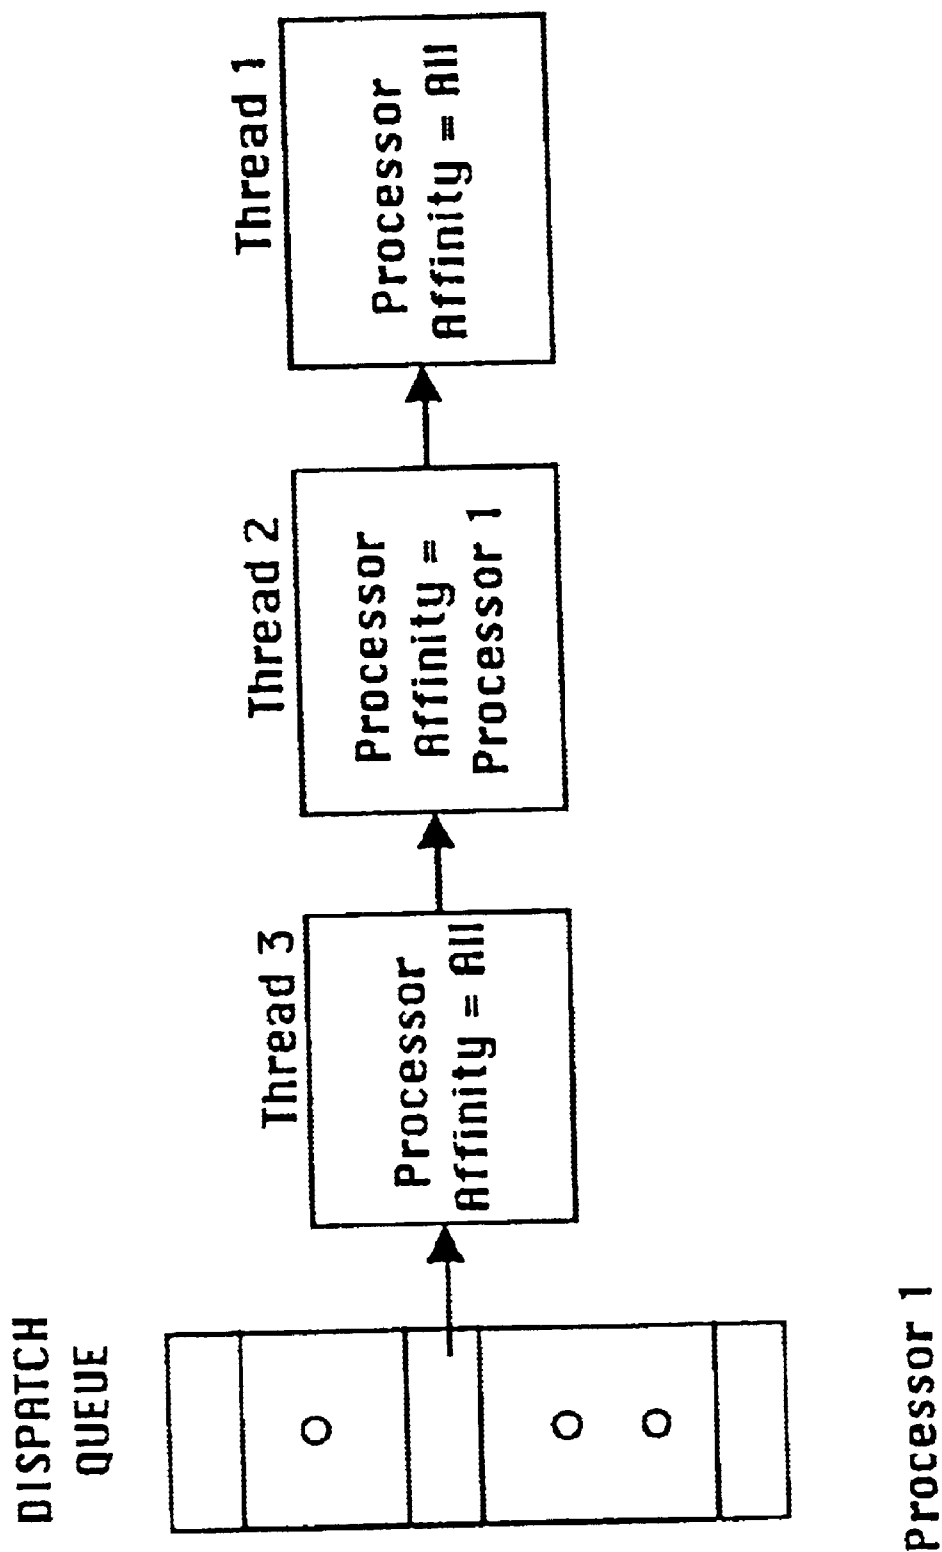 DISPATCH
QUEUE
Thread 3
Processor
Affinity = All
Thread 2
Processor
Affinity =
Processor 1
Thread 1
Processor
Affinity = All
Processor 1